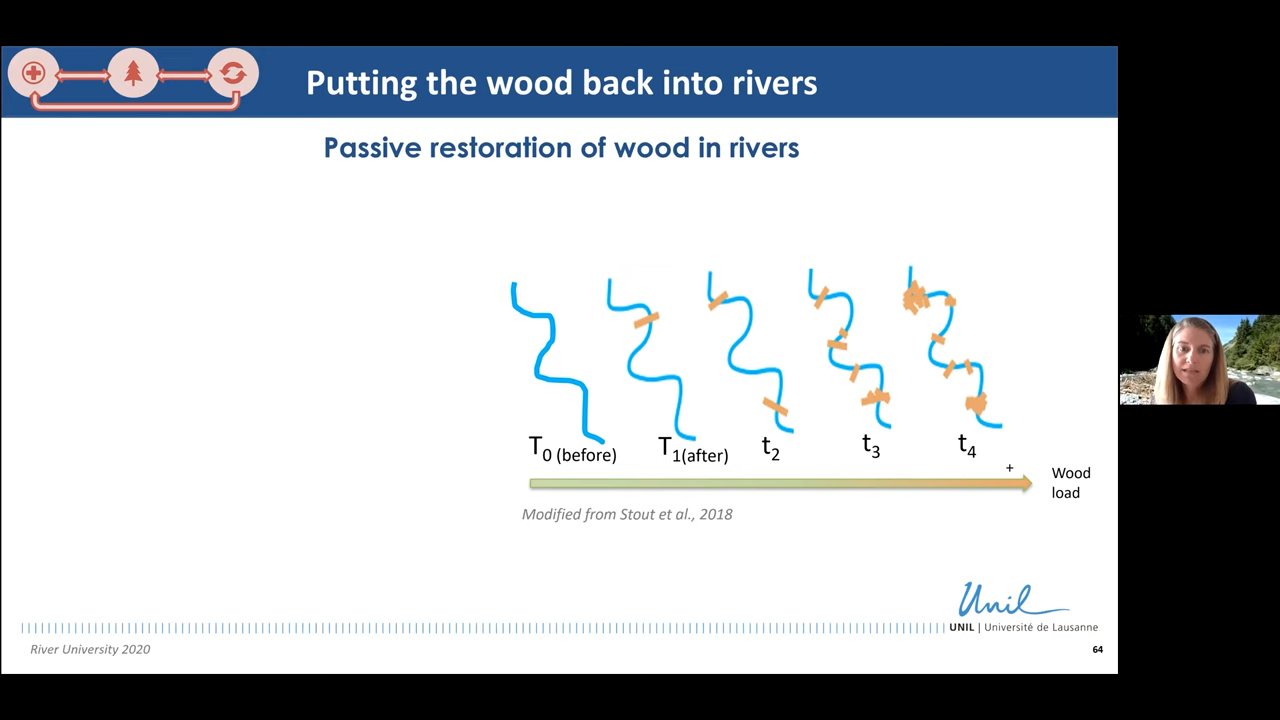 Putting the wood back into rivers
Passive restoration of wood in rivers
T0 (before)
T1(after)
t2
t3
t4
+
Wood
load
Modified from Stout et al., 2018
Unil
UNIL | Université de Lausanne
River University 2020
64